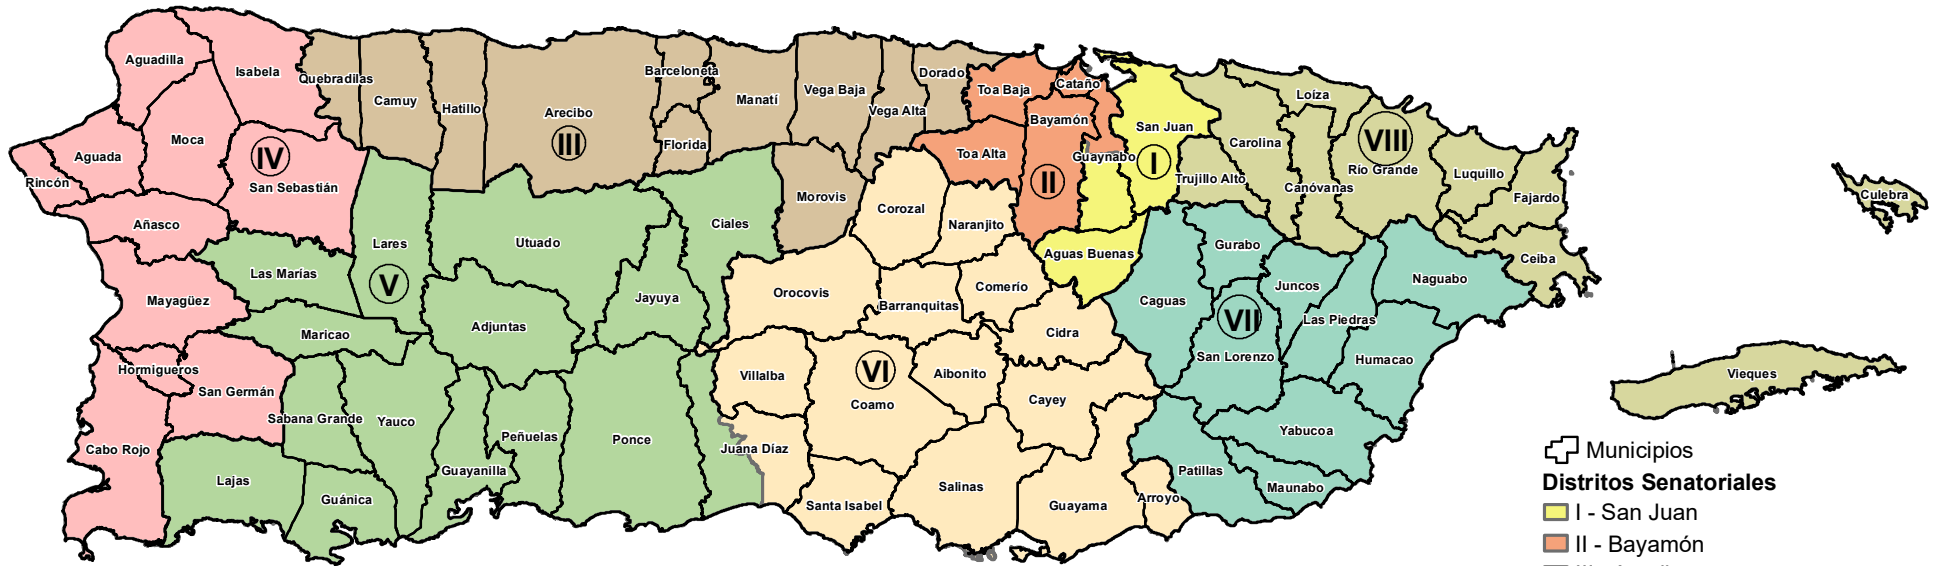 Aguadilla
Isabela
Quebradillas
Camuy
Hatillo
Arecibo
III
Barceloneta
Florida
Manatí
Vega Baja
Vega Alta
Dorado
Toa Baja
Cataño
Bayamón
Toa Alta
II
Guaynabo
San Juan
I
Trujillo Alto
Carolina
Loíza
Canóvanas
VIII
Río Grande
Luquillo
Fajardo
Ceiba
Culebra
Vieques
Moca
Aguada
Rincón
IV
San Sebastián
Añasco
Mayagüez
Las Marías
Lares
V
Utuado
Ciales
Morovis
Corozal
Naranjito
Aguas Buenas
Gurabo
Caguas
Juncos
Las Piedras
Naguabo
Humacao
VII
San Lorenzo
Maricao
Adjuntas
Jayuya
Orocovis
Barranquitas
Comerío
Cidra
Hormigueros
San Germán
Cabo Rojo
Sabana Grande
Yauco
Guayanilla
Peñuelas
Ponce
Juana Díaz
Villalba
VI
Coamo
Aibonito
Cayey
Lajas
Guánica
Santa Isabel
Salinas
Guayama
Arroyo
Patillas
Yabucoa
Maunabo
Municipios
Distritos Senatoriales
I - San Juan
II - Bayamón